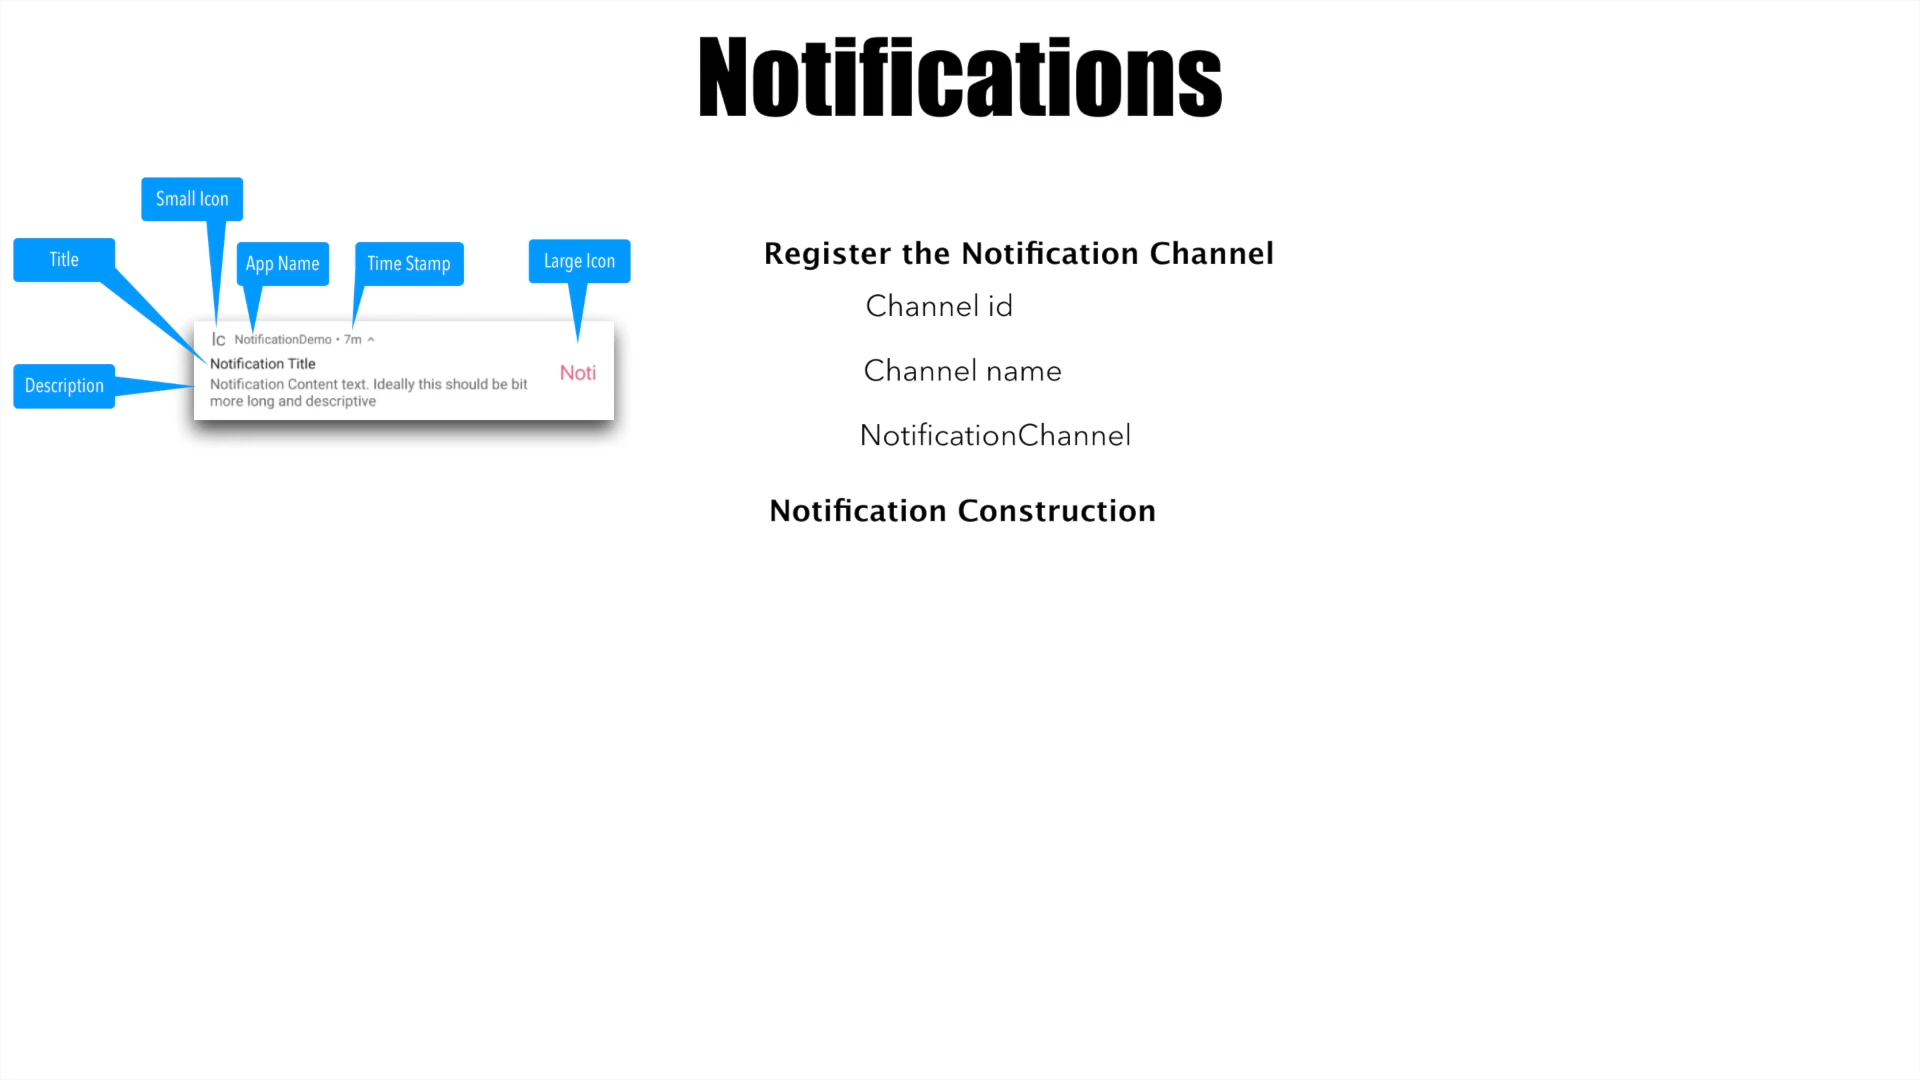 Notifications
Small Icon
Title
App Name
Time Stamp
Large Icon
Description
Ic NotificationDemo • 7m
Notification Title
Notification Content text. Ideally this should be bit
more long and descriptive
Noti
Register the Notification Channel
Channel id
Channel name
NotificationChannel
Notification Construction